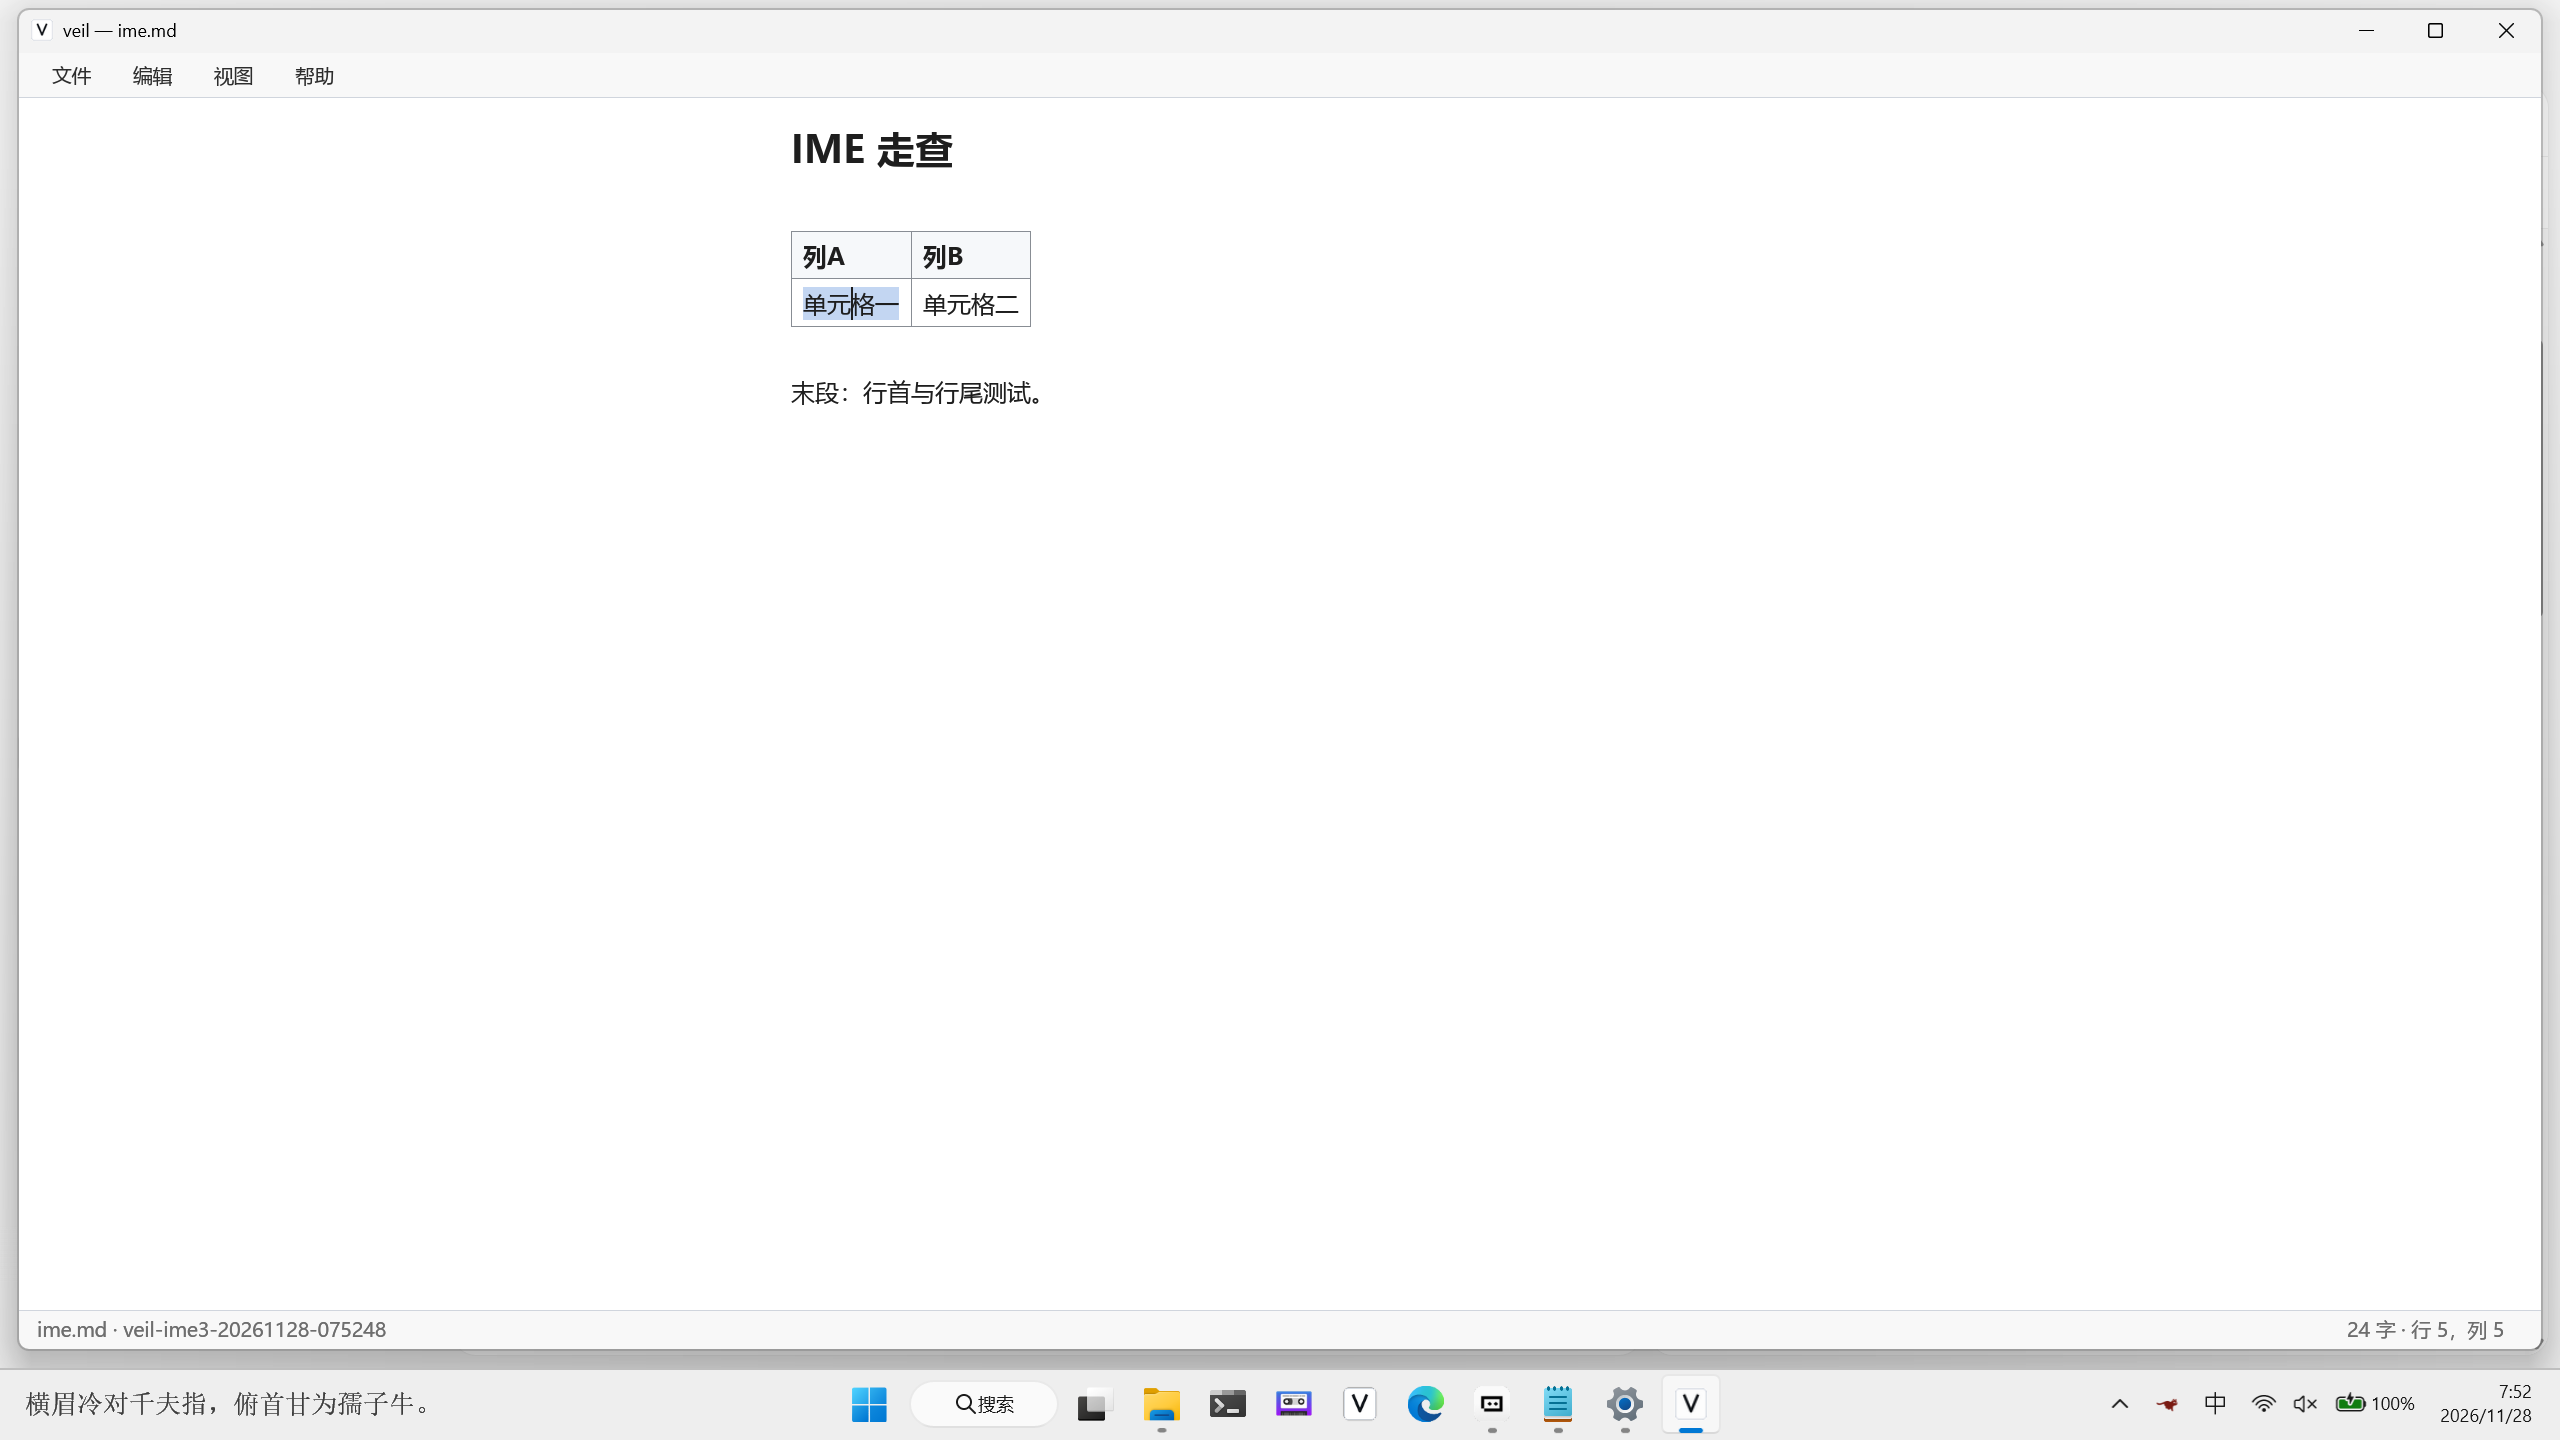 veil — ime.md
文件 编辑 视图 帮助
IME 走查
列A 列B
单元格一 单元格二
末段：行首与行尾测试。
ime.md · veil-ime3-20261128-075248
24 字 · 行 5，列 5
横眉冷对千夫指，俯首甘为孺子牛。
搜索
中
100%
7:52
2026/11/28